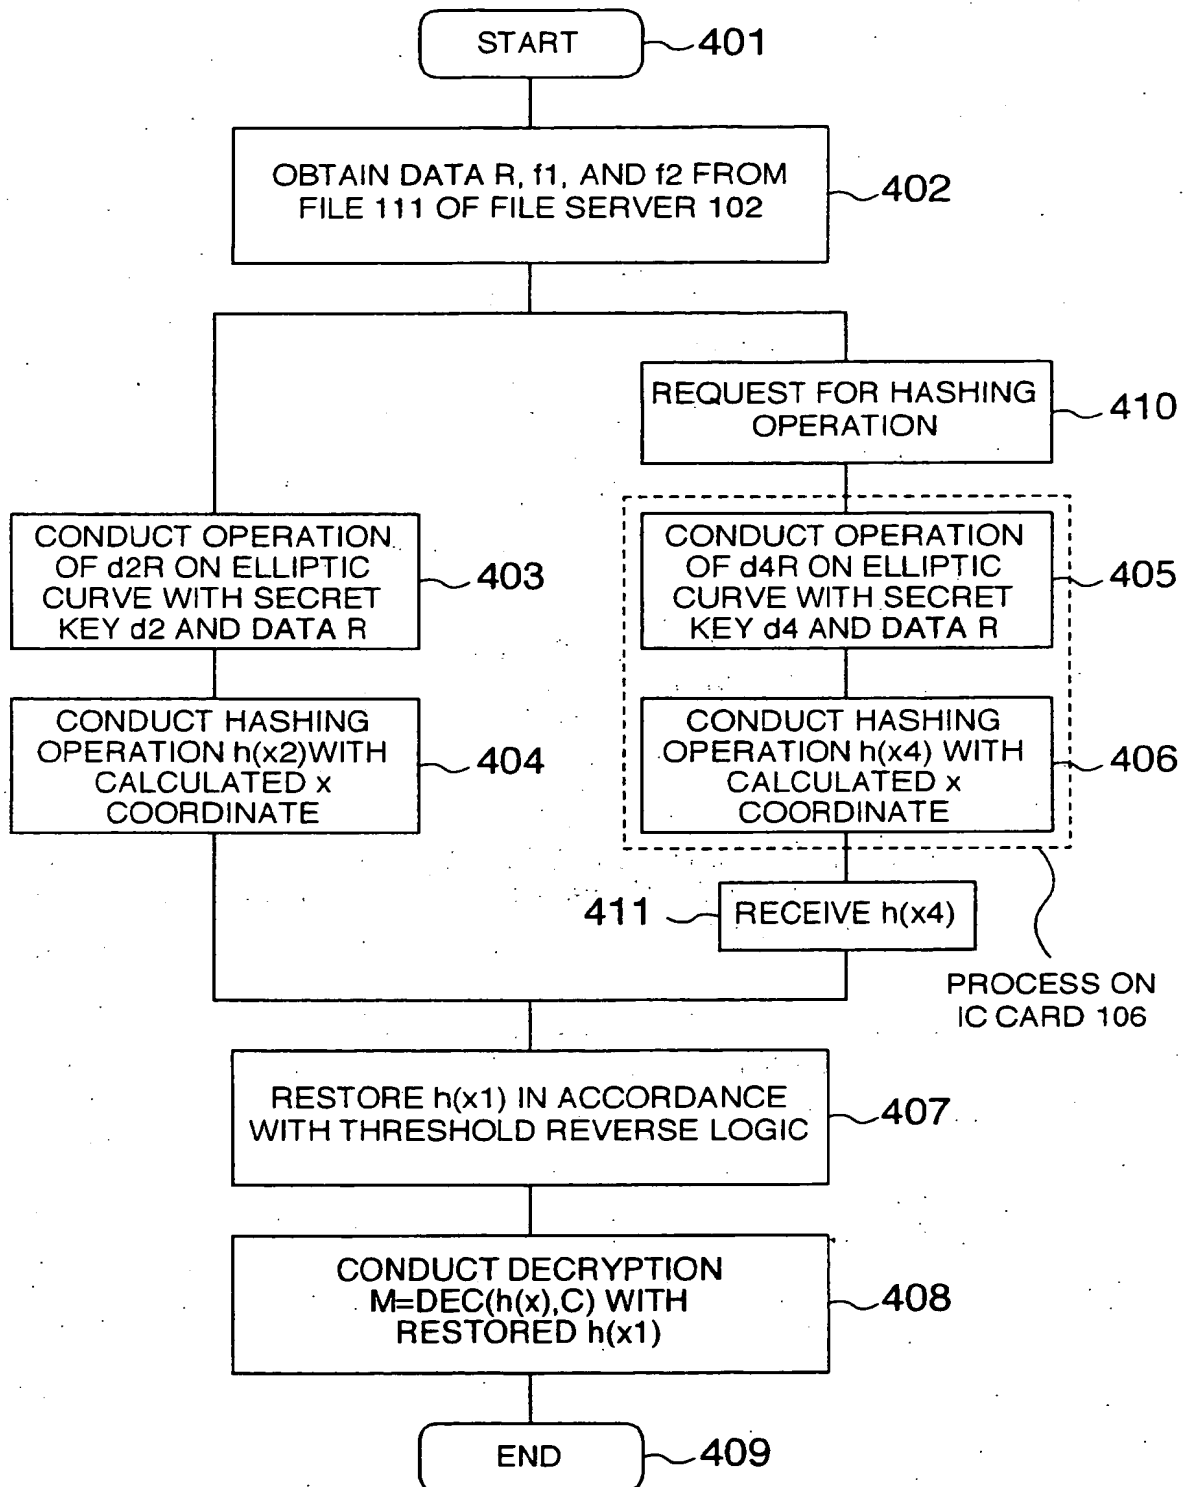 START
401
OBTAIN DATA R, f1, AND f2 FROM
FILE 111 OF FILE SERVER 102
402
REQUEST FOR HASHING
OPERATION
410
CONDUCT OPERATION
OF d2R ON ELLIPTIC
CURVE WITH SECRET
KEY d2 AND DATA R
403
CONDUCT OPERATION
OF d4R ON ELLIPTIC
CURVE WITH SECRET
KEY d4 AND DATA R
405
CONDUCT HASHING
OPERATION h(x2)WITH
CALCULATED x
COORDINATE
404
CONDUCT HASHING
OPERATION h(x4) WITH
CALCULATED x
COORDINATE
406
411
RECEIVE h(x4)
PROCESS ON
IC CARD 106
RESTORE h(x1) IN ACCORDANCE
WITH THRESHOLD REVERSE LOGIC
407
CONDUCT DECRYPTION
M=DEC(h(x),C) WITH
RESTORED h(x1)
408
END
409